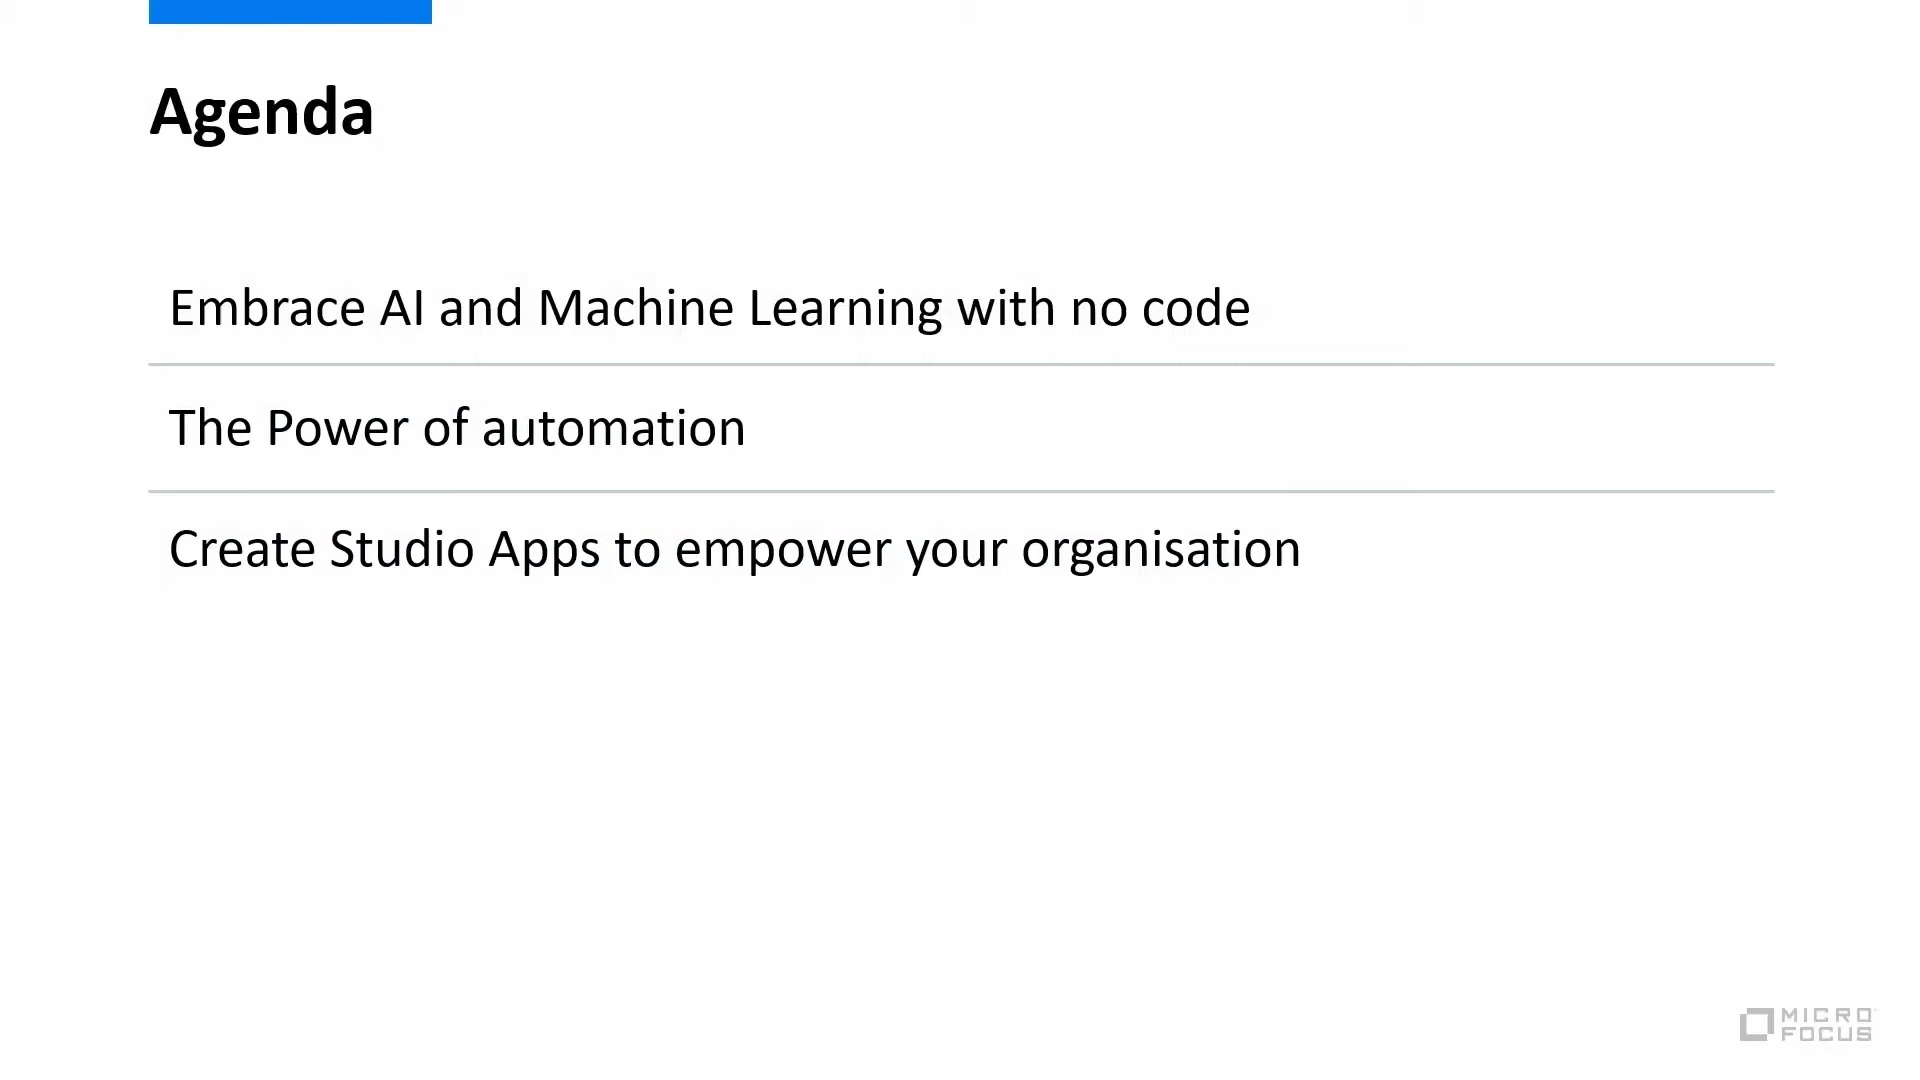 Agenda
Embrace AI and Machine Learning with no code
The Power of automation
Create Studio Apps to empower your organisation
MICRO
FOCUS